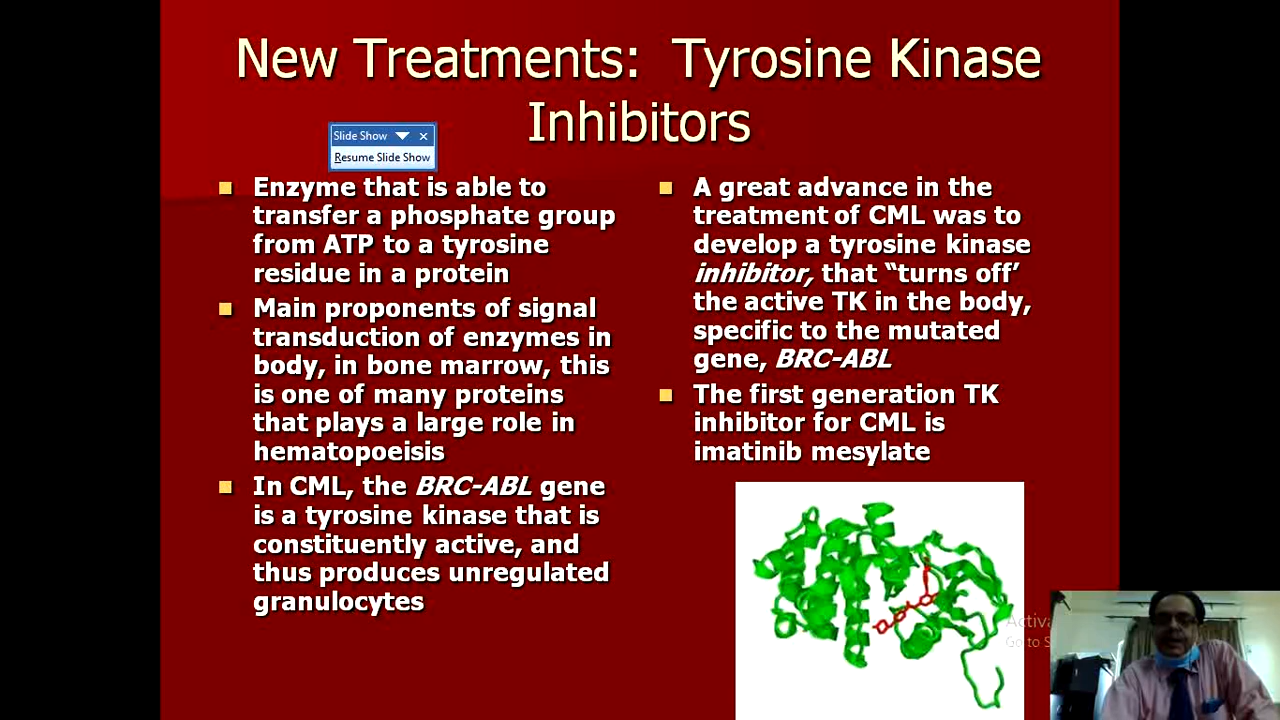 New Treatments: Tyrosine Kinase
Inhibitors
Slide Show
Resume Slide Show
Enzyme that is able to
transfer a phosphate group
from ATP to a tyrosine
residue in a protein
Main proponents of signal
transduction of enzymes in
body, in bone marrow, this
is one of many proteins
that plays a large role in
hematopoeisis
In CML, the BRC-ABL gene
is a tyrosine kinase that is
constituently active, and
thus produces unregulated
granulocytes
A great advance in the
treatment of CML was to
develop a tyrosine kinase
inhibitor, that “turns off’
the active TK in the body,
specific to the mutated
gene, BRC-ABL
The first generation TK
inhibitor for CML is
imatinib mesylate
Go to